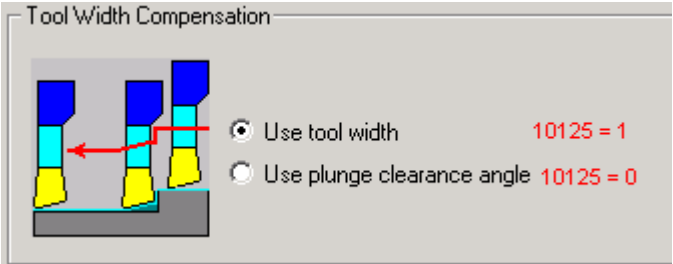 Tool Width Compensation
Use tool width 10125 = 1
Use plunge clearance angle 10125 = 0